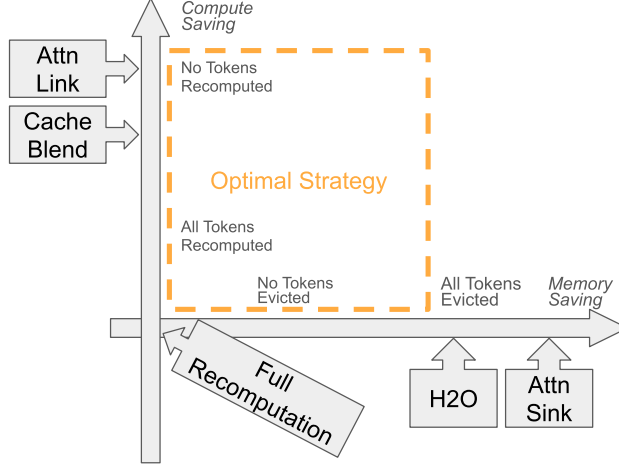 Compute
Saving
Attn
Link
No Tokens
Recomputed
Cache
Blend
Optimal Strategy
All Tokens
Recomputed
No Tokens
Evicted
All Tokens
Evicted
Memory
Saving
Full
Recomputation
H2O
Attn
Sink